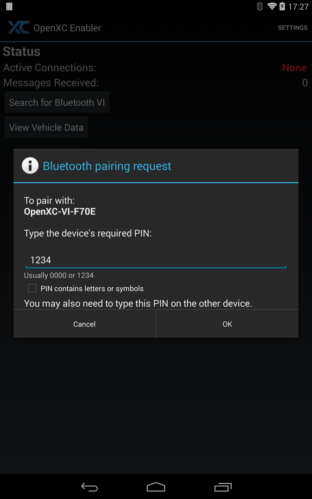 17:27
XC OpenXC Enabler SETTINGS
Status
Active Connections: None
Messages Received: 0
Search for Bluetooth VI
View Vehicle Data
Bluetooth pairing request
To pair with:
OpenXC-VI-F70E
Type the device's required PIN:
1234
Usually 0000 or 1234
PIN contains letters or symbols
You may also need to type this PIN on the other device.
Cancel OK